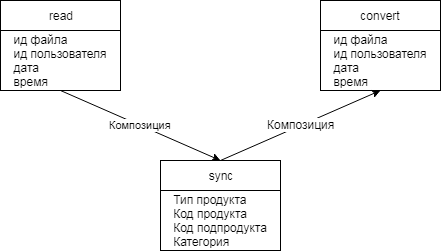 read
ид файла
ид пользователя
дата
время
convert
ид файла
ид пользователя
дата
время
Композиция
Композиция
sync
Тип продукта
Код продукта
Код подпродукта
Категория